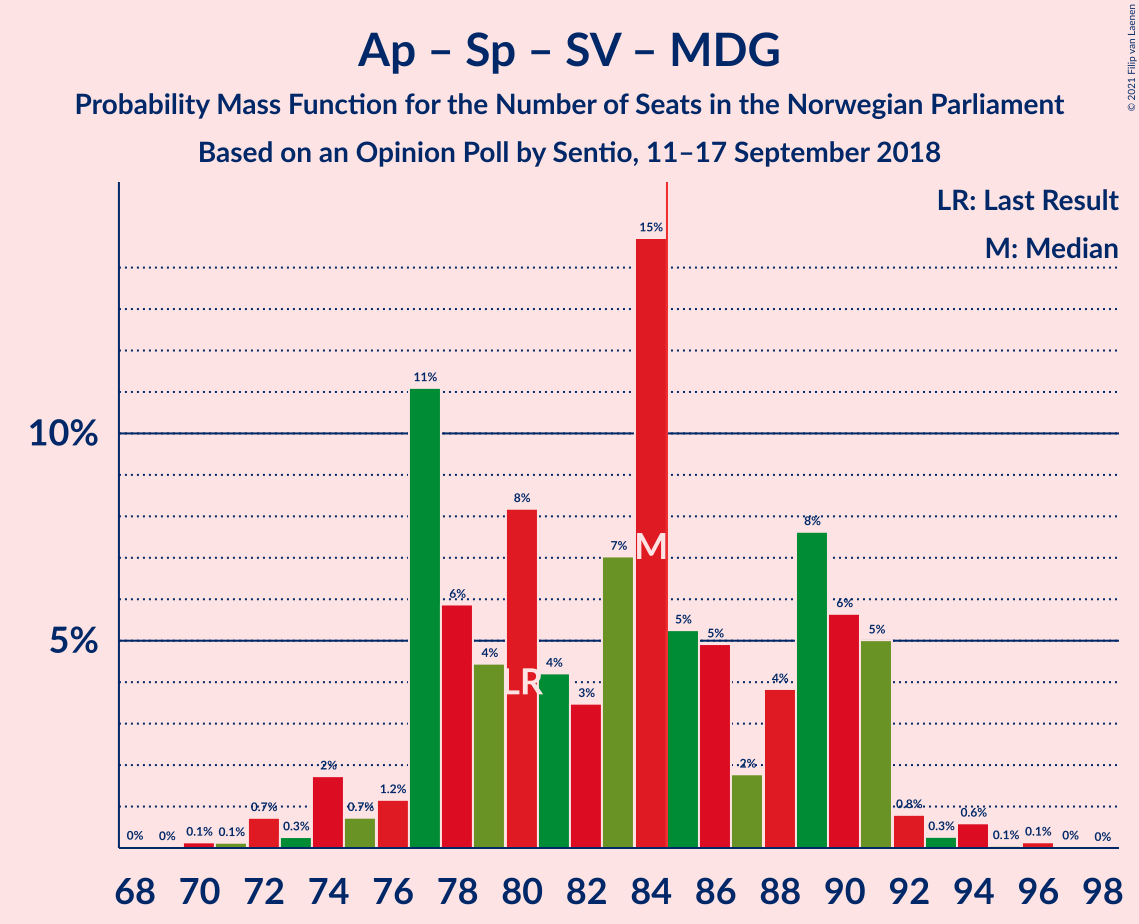 Ap – Sp – SV – MDG
Probability Mass Function for the Number of Seats in the Norwegian Parliament
Based on an Opinion Poll by Sentio, 11–17 September 2018
© 2021 Filip van Laenen
LR: Last Result
M: Median
10%
5%
0% 0% 0.1% 0.1% 0.7% 0.3% 2% 0.7% 1.2% 11% 6% 4% 8% 4% 3% 7% 15% 5% 5% 2% 4% 8% 6% 5% 0.8% 0.3% 0.6% 0.1% 0.1% 0% 0%
LR
M
68 70 72 74 76 78 80 82 84 86 88 90 92 94 96 98